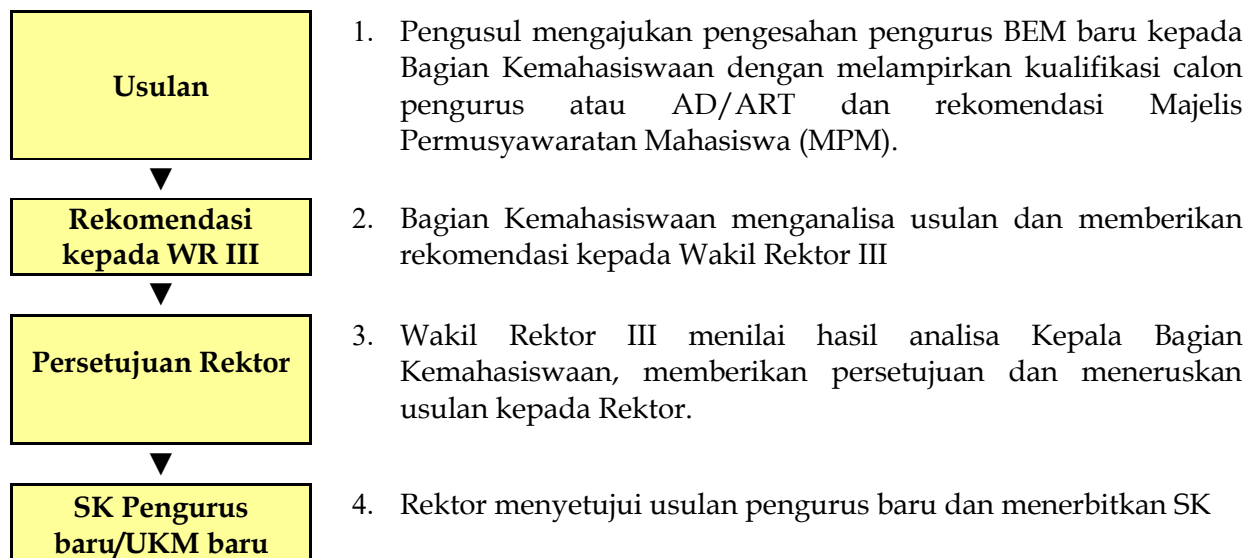 Usulan
1. Pengusul mengajukan pengesahan pengurus BEM baru kepada
Bagian Kemahasiswaan dengan melampirkan kualifikasi calon
pengurus atau AD/ART dan rekomendasi Majelis
Permusyawaratan Mahasiswa (MPM).
Rekomendasi
kepada WR III
2. Bagian Kemahasiswaan menganalisa usulan dan memberikan
rekomendasi kepada Wakil Rektor III
Persetujuan Rektor
3. Wakil Rektor III menilai hasil analisa Kepala Bagian
Kemahasiswaan, memberikan persetujuan dan meneruskan
usulan kepada Rektor.
SK Pengurus
baru/UKM baru
4. Rektor menyetujui usulan pengurus baru dan menerbitkan SK